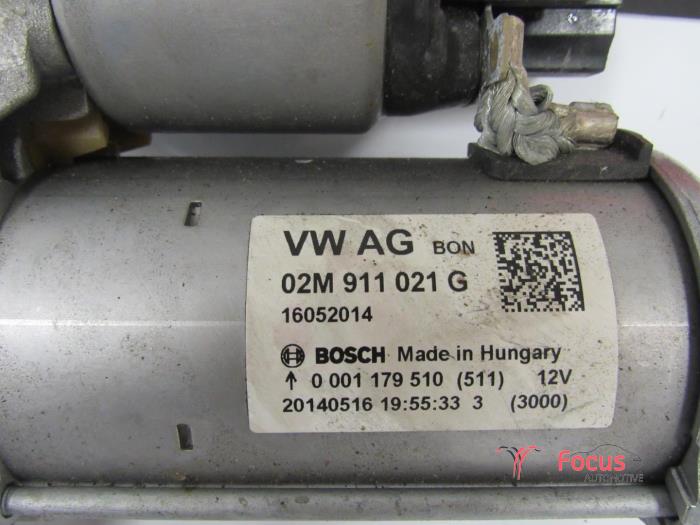 VW AG BON
02M 911 021 G
16052014
BOSCH Made in Hungary
↑ 0 001 179 510 (511) 12V
20140516 19:55:33 3 (3000)
Focus
AUTOMOTIVE